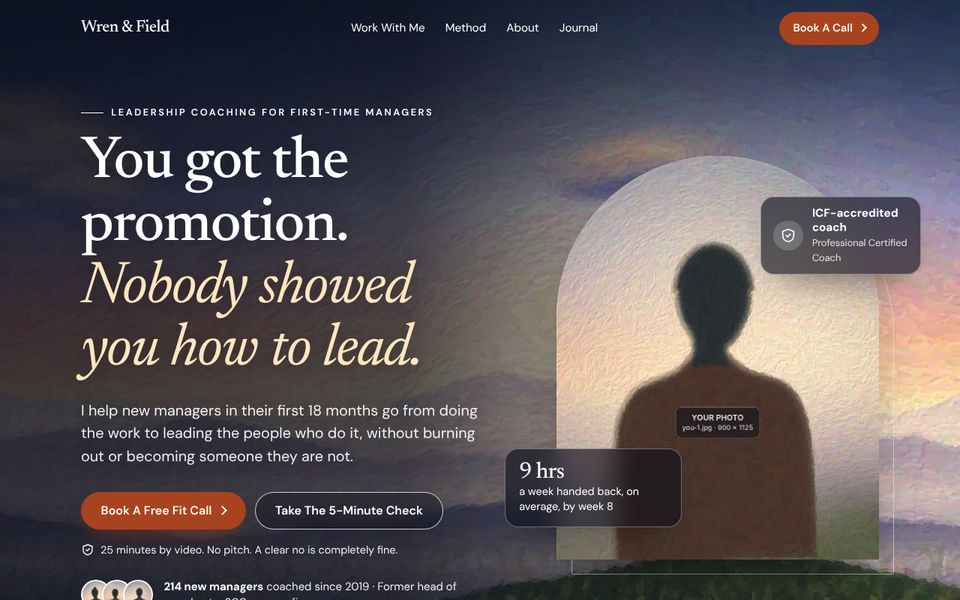 Wren & Field
Work With Me
Method
About
Journal
Book A Call
LEADERSHIP COACHING FOR FIRST-TIME MANAGERS
You got the
promotion.
Nobody showed
you how to lead.
I help new managers in their first 18 months go from doing
the work to leading the people who do it, without burning
out or becoming someone they are not.
Book A Free Fit Call
Take The 5-Minute Check
25 minutes by video. No pitch. A clear no is completely fine.
214 new managers coached since 2019 · Former head of
ICF-accredited
coach
Professional Certified
Coach
YOUR PHOTO
you-1.jpg · 900 × 1125
9 hrs
a week handed back, on
average, by week 8